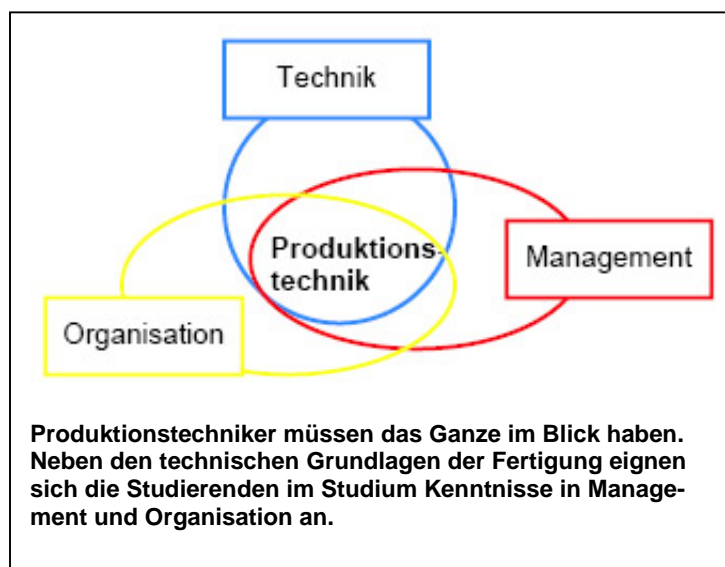 Technik
Produktions-
technik
Management
Organisation
Produktionstechniker müssen das Ganze im Blick haben.
Neben den technischen Grundlagen der Fertigung eignen
sich die Studierenden im Studium Kenntnisse in Manage-
ment und Organisation an.